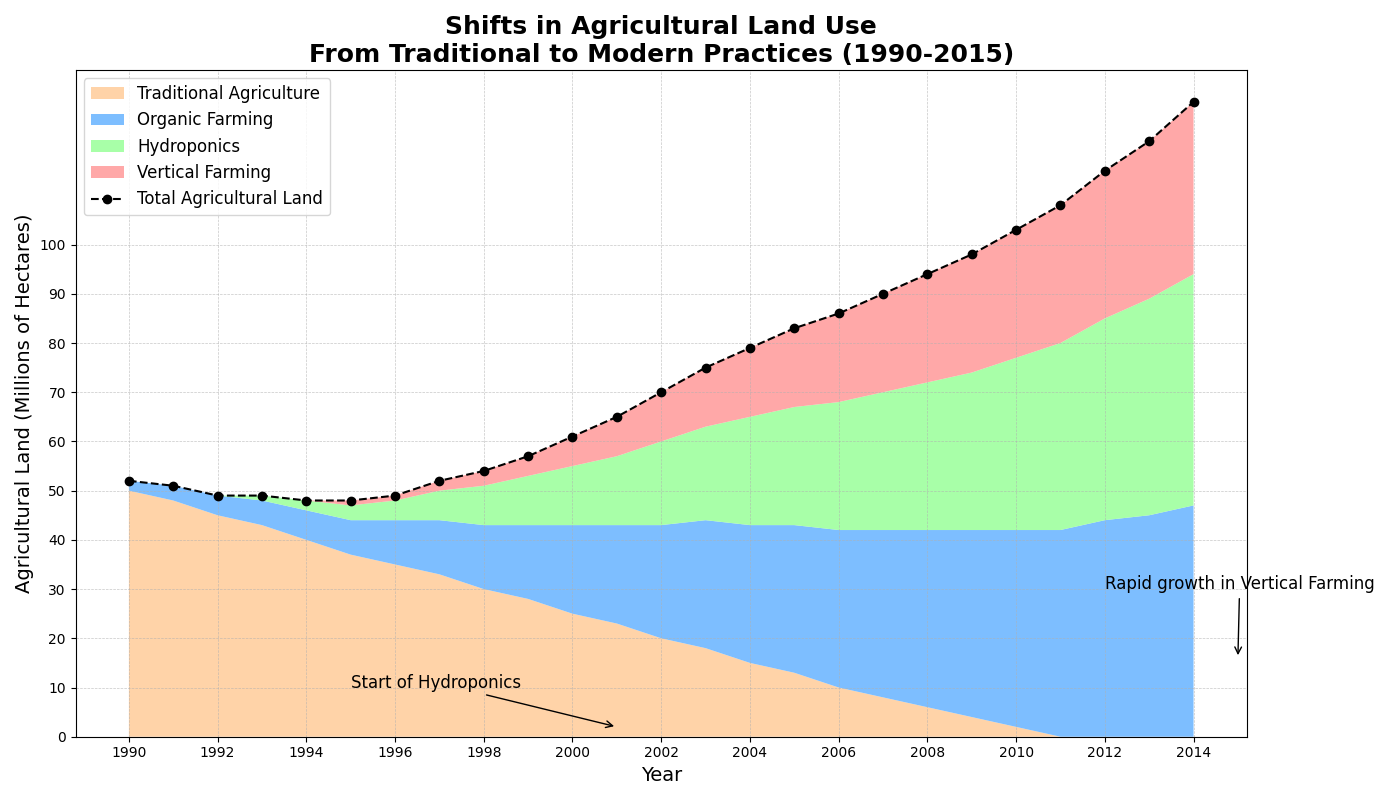 Shifts in Agricultural Land Use
From Traditional to Modern Practices (1990-2015)
Traditional Agriculture
Organic Farming
Hydroponics
Vertical Farming
Total Agricultural Land
Agricultural Land (Millions of Hectares)
100
90
80
70
60
50
40
30
20
10
0
Rapid growth in Vertical Farming
Start of Hydroponics
1990 1992 1994 1996 1998 2000 2002 2004 2006 2008 2010 2012 2014
Year